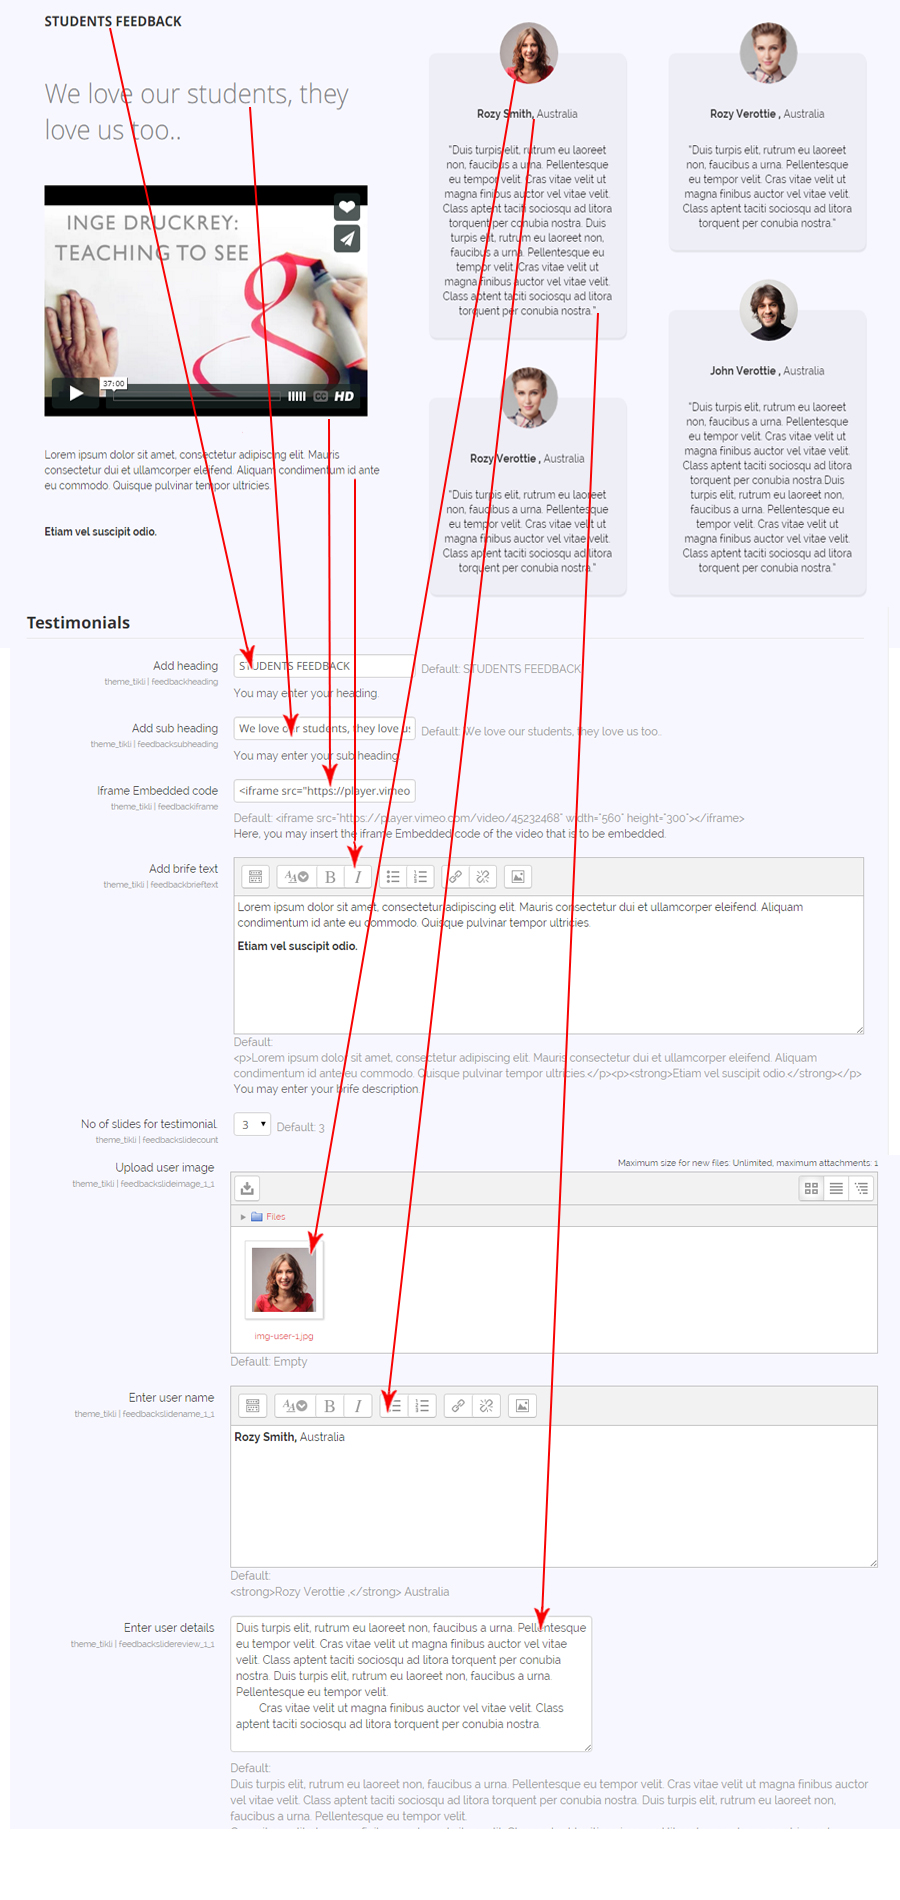 STUDENTS FEEDBACK
We love our students, they
love us too..
INGE DRUCKREY:
TEACHING TO SEE
37:00
CC
HD
Lorem ipsum dolor sit amet, consectetur adipiscing elit. Mauris
consectetur dui et ullamcorper eleifend. Aliquam condimentum id ante
eu commodo. Quisque pulvinar tempor ultricies.
Etiam vel suscipit odio.
Rozy Smith, Australia
"Duis turpis elit, rutrum eu laoreet
non, faucibus a urna. Pellentesque
eu tempor velit. Cras vitae velit ut
magna finibus auctor vel vitae velit.
Class aptent taciti sociosqu ad litora
torquent per conubia nostra. Duis
turpis elit, rutrum eu laoreet non,
faucibus a urna. Pellentesque eu
tempor velit. Cras vitae velit ut
magna finibus auctor vel vitae velit.
Class aptent taciti sociosqu ad litora
torquent per conubia nostra."
Rozy Verottie , Australia
"Duis turpis elit, rutrum eu laoreet
non, faucibus a urna. Pellentesque
eu tempor velit. Cras vitae velit ut
magna finibus auctor vel vitae velit.
Class aptent taciti sociosqu ad litora
torquent per conubia nostra."
Rozy Verottie , Australia
"Duis turpis elit, rutrum eu laoreet
non, faucibus a urna. Pellentesque
eu tempor velit. Cras vitae velit ut
magna finibus auctor vel vitae velit.
Class aptent taciti sociosqu ad litora
torquent per conubia nostra."
John Verottie , Australia
"Duis turpis elit, rutrum eu laoreet
non, faucibus a urna. Pellentesque
eu tempor velit. Cras vitae velit ut
magna finibus auctor vel vitae velit.
Class aptent taciti sociosqu ad litora
torquent per conubia nostra.Duis
turpis elit, rutrum eu laoreet non,
faucibus a urna. Pellentesque eu
tempor velit. Cras vitae velit ut
magna finibus auctor vel vitae velit.
Class aptent taciti sociosqu ad litora
torquent per conubia nostra."
Testimonials
Add heading
theme_tikli | feedbackheading
STUDENTS FEEDBACK
Default: STUDENTS FEEDBACK
You may enter your heading.
Add sub heading
theme_tikli | feedbacksubheading
We love our students, they love us
Default: We love our students, they love us too..
You may enter your sub heading.
Iframe Embedded code
theme_tikli | feedbackiframe
<iframe src="https://player.vimeo
Default: <iframe src="https://player.vimeo.com/video/45232468" width="560" height="300"></iframe>
Here, you may insert the iframe Embedded code of the video that is to be embedded.
Add brife text
theme_tikli | feedbackbrieftext
Lorem ipsum dolor sit amet, consectetur adipiscing elit. Mauris consectetur dui et ullamcorper eleifend. Aliquam
condimentum id ante eu commodo. Quisque pulvinar tempor ultricies.
Etiam vel suscipit odio.
Default:
<p>Lorem ipsum dolor sit amet, consectetur adipiscing elit. Mauris consectetur dui et ullamcorper eleifend. Aliquam
condimentum id ante eu commodo. Quisque pulvinar tempor ultricies.</p><p><strong>Etiam vel suscipit odio.</strong></p>
You may enter your brife description.
No of slides for testimonial
theme_tikli | feedbackslidecount
3
Default: 3
Upload user image
theme_tikli | feedbackslideimage_1_1
Maximum size for new files: Unlimited, maximum attachments: 1
Files
img-user-1.jpg
Default: Empty
Enter user name
theme_tikli | feedbackslidename_1_1
Rozy Smith, Australia
Default:
<strong>Rozy Verottie ,</strong> Australia
Enter user details
theme_tikli | feedbackslidereview_1_1
Duis turpis elit, rutrum eu laoreet non, faucibus a urna. Pellentesque
eu tempor velit. Cras vitae velit ut magna finibus auctor vel vitae
velit. Class aptent taciti sociosqu ad litora torquent per conubia
nostra. Duis turpis elit, rutrum eu laoreet non, faucibus a urna.
Pellentesque eu tempor velit.
Cras vitae velit ut magna finibus auctor vel vitae velit. Class
aptent taciti sociosqu ad litora torquent per conubia nostra.
Default:
Duis turpis elit, rutrum eu laoreet non, faucibus a urna. Pellentesque eu tempor velit. Cras vitae velit ut magna finibus auctor
vel vitae velit. Class aptent taciti sociosqu ad litora torquent per conubia nostra. Duis turpis elit, rutrum eu laoreet non,
faucibus a urna. Pellentesque eu tempor velit.